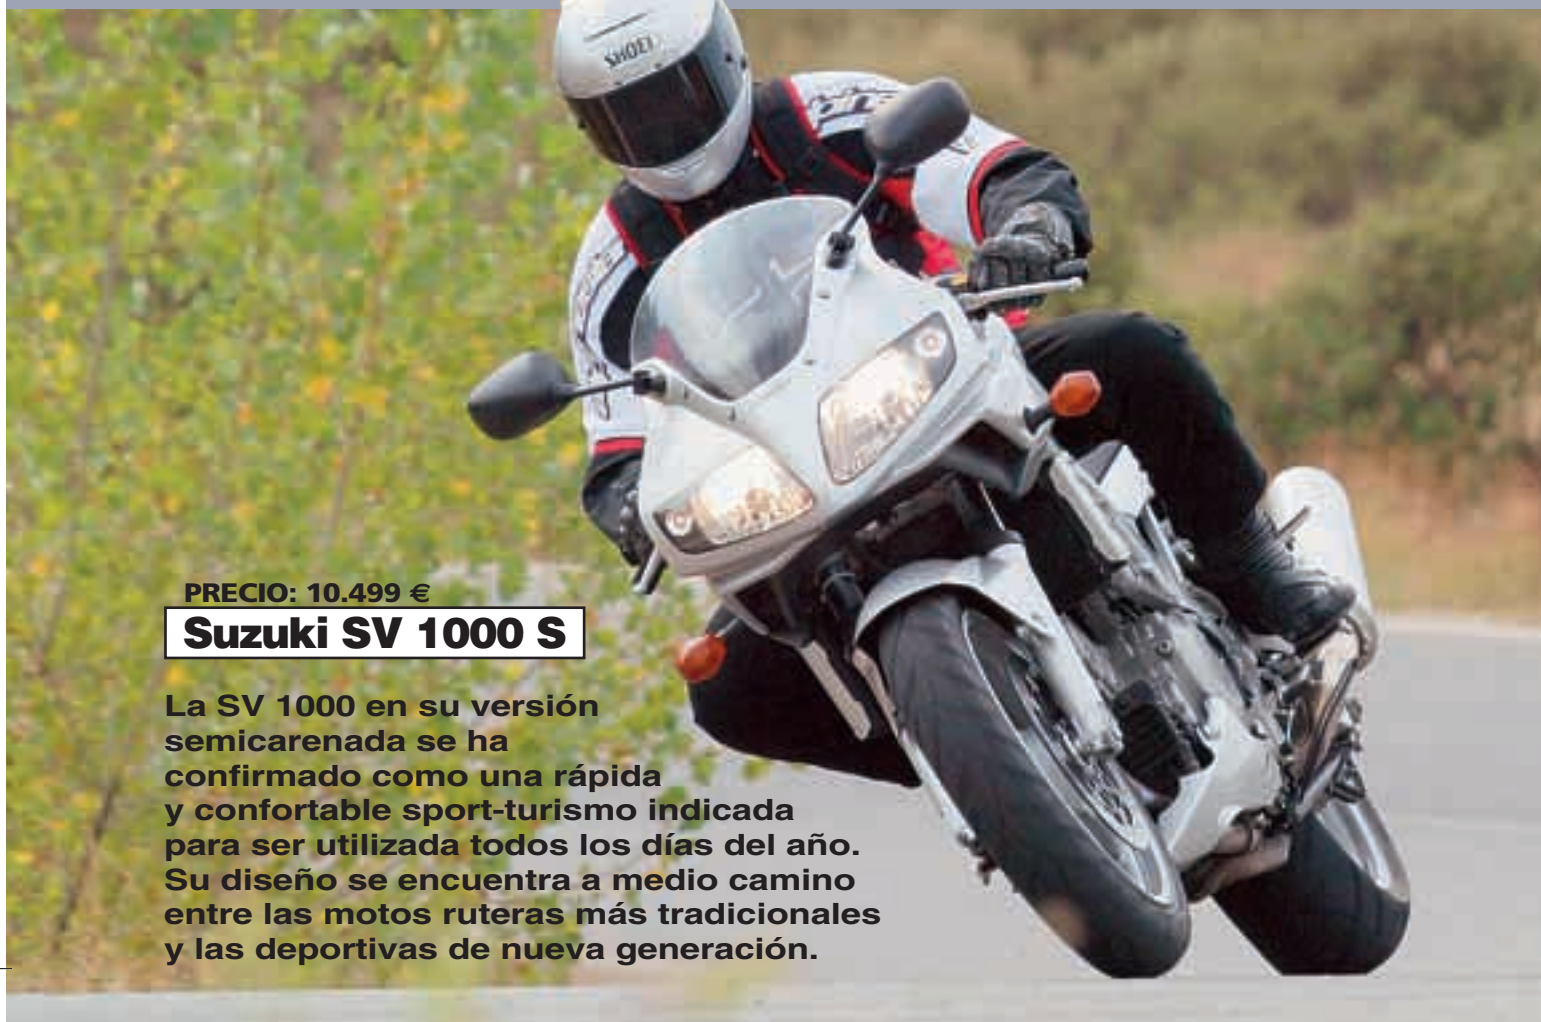 SHOEI
PRECIO: 10.499 €
Suzuki SV 1000 S
La SV 1000 en su versión
semicarenada se ha
confirmado como una rápida
y confortable sport-turismo indicada
para ser utilizada todos los días del año.
Su diseño se encuentra a medio camino
entre las motos ruteras más tradicionales
y las deportivas de nueva generación.